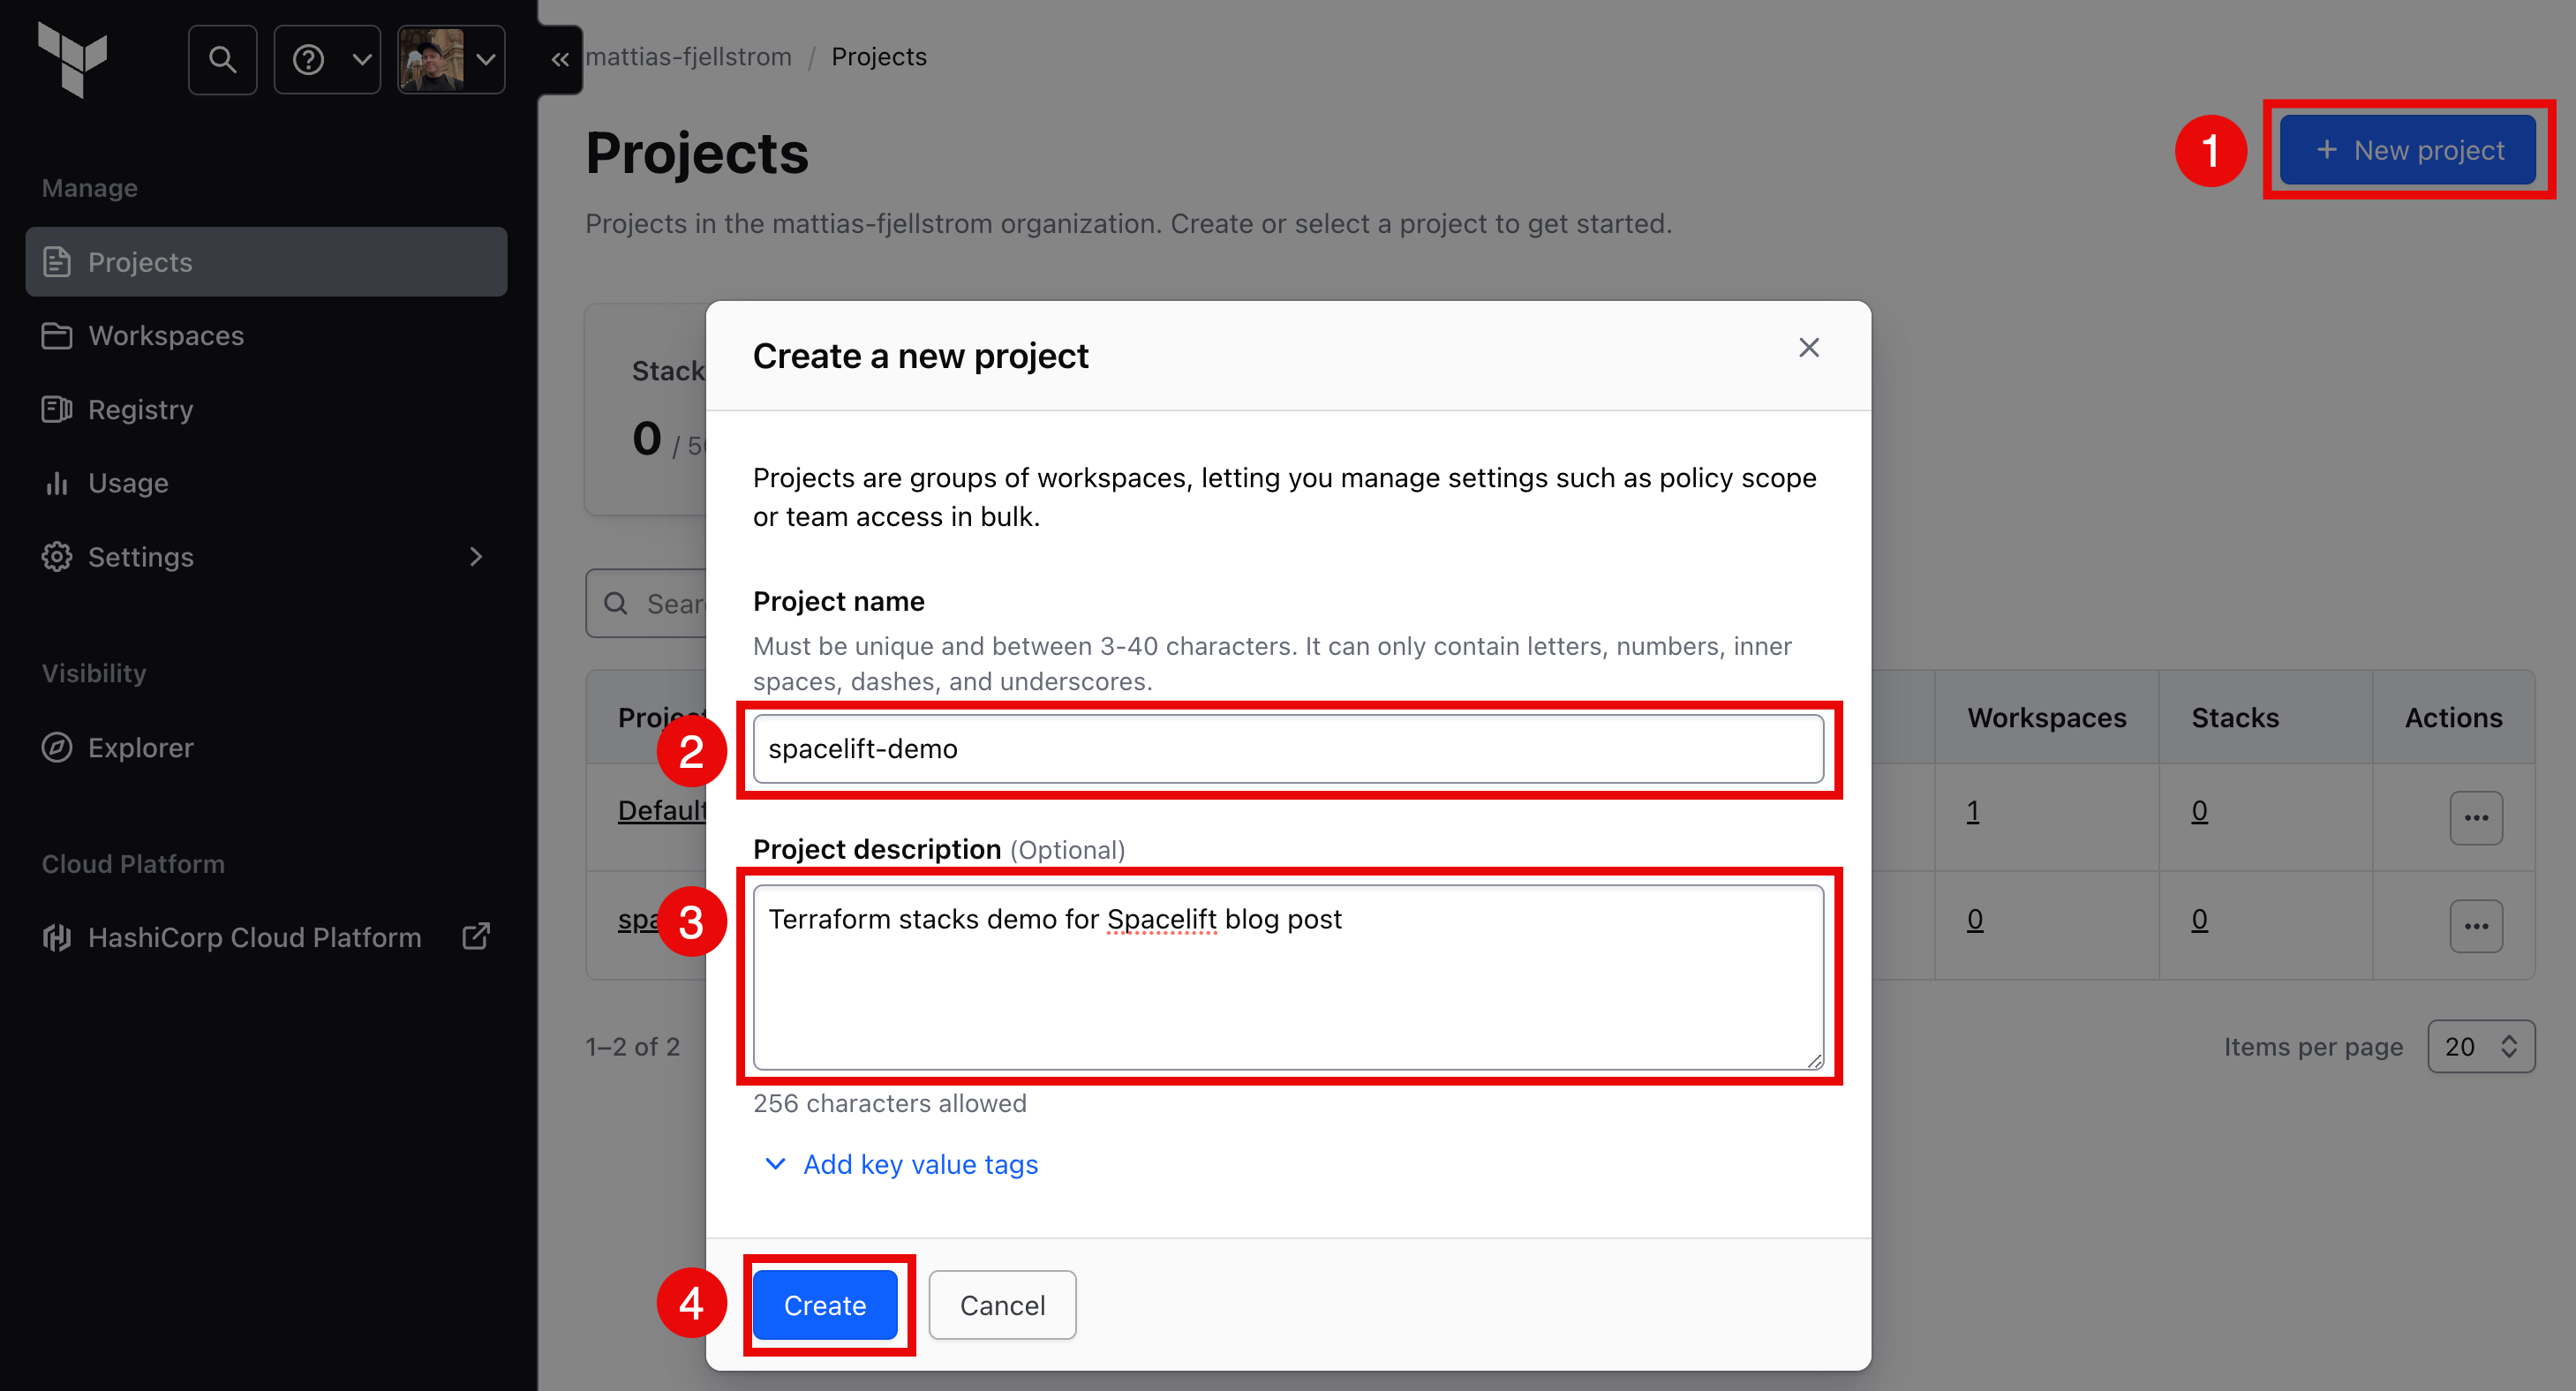 mattias-fjellstrom / Projects
Manage
Projects
Workspaces
Registry
Usage
Settings
Visibility
Explorer
Cloud Platform
HashiCorp Cloud Platform
Projects
1
+ New project
Projects in the mattias-fjellstrom organization. Create or select a project to get started.
Stack
0 / 50
Sear
Project
Workspaces
Stacks
Actions
Default
1
0
spa
0
0
1–2 of 2
Items per page
20
Create a new project
Projects are groups of workspaces, letting you manage settings such as policy scope
or team access in bulk.
Project name
Must be unique and between 3-40 characters. It can only contain letters, numbers, inner
spaces, dashes, and underscores.
2
spacelift-demo
Project description (Optional)
3
Terraform stacks demo for Spacelift blog post
256 characters allowed
Add key value tags
4
Create
Cancel